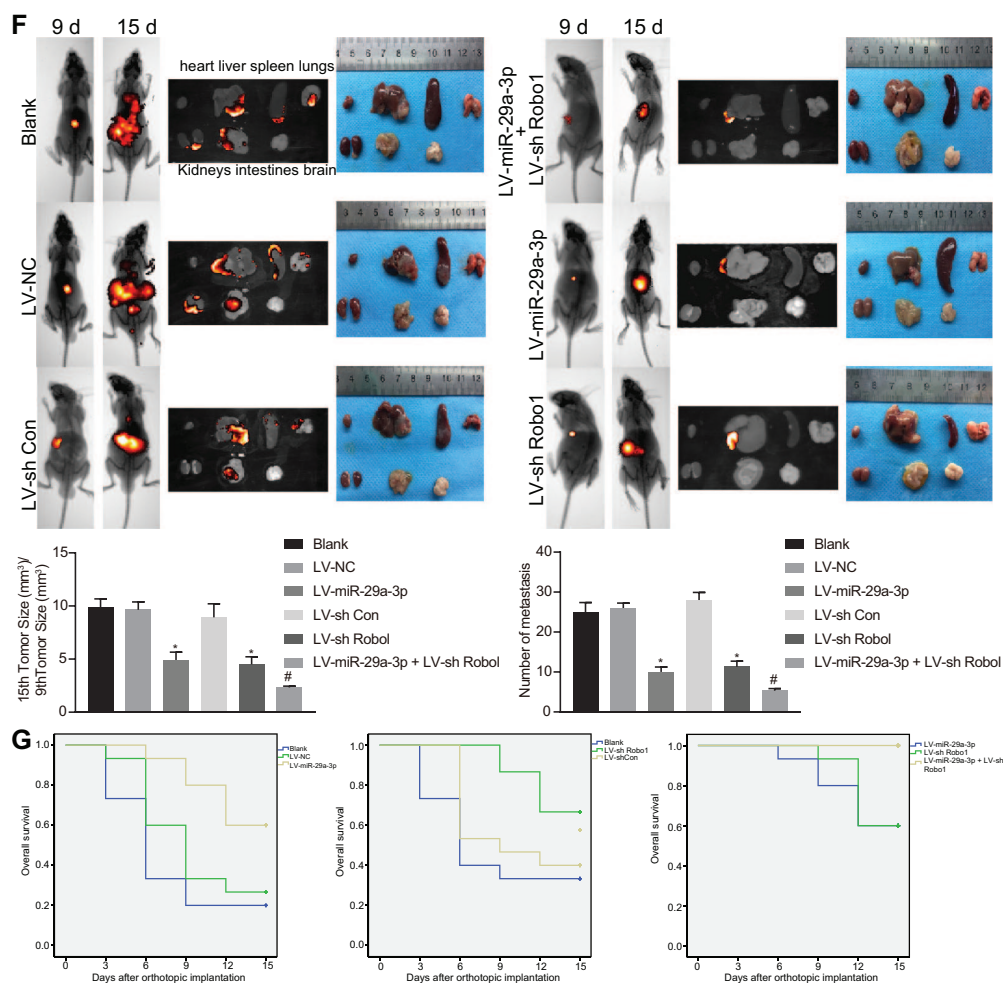 F
9 d
15 d
heart liver spleen lungs
Kidneys intestines brain
Blank
LV-NC
LV-sh Con
9 d
15 d
LV-miR-29a-3p
+
LV-sh Robo1
LV-miR-29a-3p
LV-sh Robo1
15th Tomor Size (mm³)/
9thTomor Size (mm³)
15
10
5
0
*
*
#
Blank
LV-NC
LV-miR-29a-3p
LV-sh Con
LV-sh Robol
LV-miR-29a-3p + LV-sh Robol
Number of metastasis
40
30
20
10
0
*
*
#
Blank
LV-NC
LV-miR-29a-3p
LV-sh Con
LV-sh Robol
LV-miR-29a-3p + LV-sh Robol
G
Overall survival
1.0
0.8
0.6
0.4
0.2
0.0
0 3 6 9 12 15
Days after orthotopic implantation
Blank
LV-NC
LV-miR-29a-3p
Overall survival
1.0
0.8
0.6
0.4
0.2
0.0
0 3 6 9 12 15
Days after orthotopic implantation
Blank
LV-sh Robo1
LV-shCon
Overall survival
1.0
0.8
0.6
0.4
0.2
0.0
0 3 6 9 12 15
Days after orthotopic implantation
LV-miR-29a-3p
LV-sh Robo1
LV-miR-29a-3p + LV-sh
Robo1